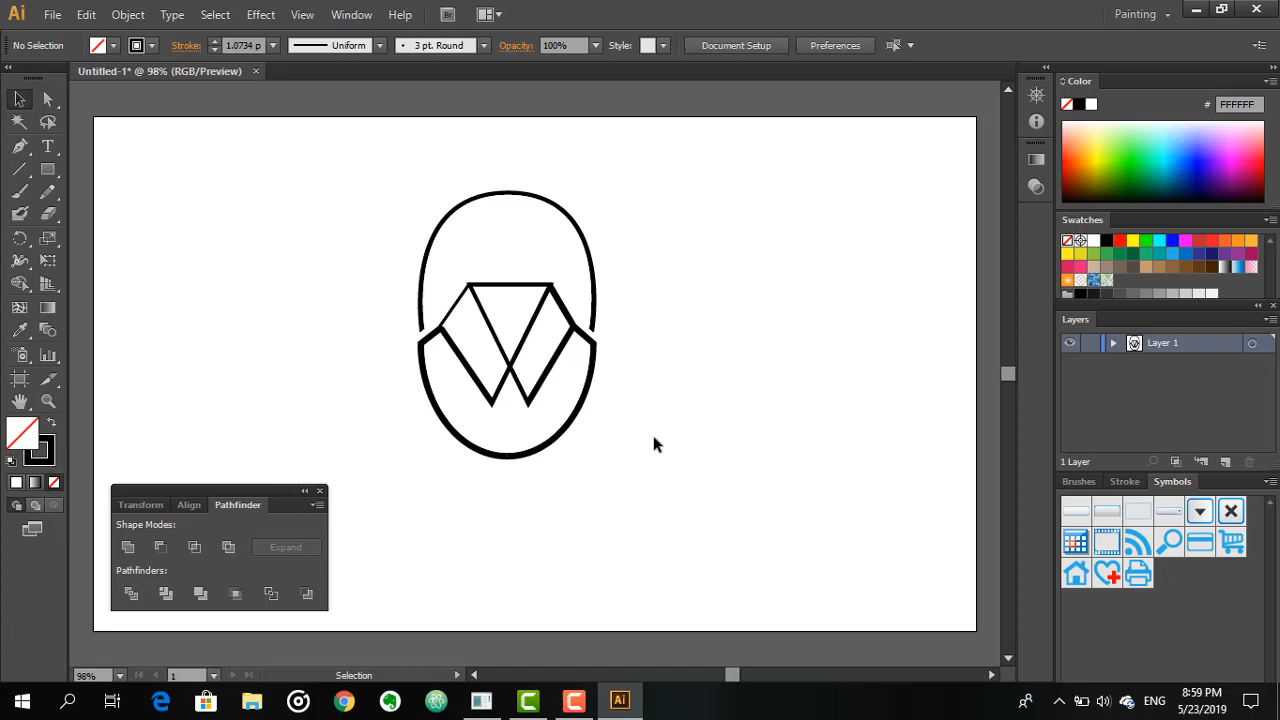 Ai File Edit Object Type Select Effect View Window Help Br Painting
No Selection Stroke: 1.0734 p Uniform 3 pt. Round Opacity: 100% Style: Document Setup Preferences
Untitled-1* @ 98% (RGB/Preview)
Color
# FFFFFF
Swatches
Layers
Layer 1
1 Layer
Brushes Stroke Symbols
Transform Align Pathfinder
Shape Modes:
Expand
Pathfinders:
98% 1 Selection
Ai ENG 8:59 PM
5/23/2019